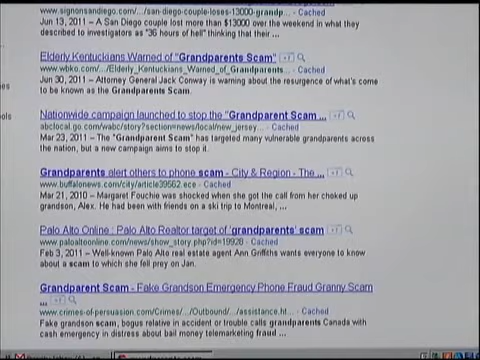 www.signonsandiego.com/.../san-diego-couple-loses-13000-grandp... - Cached
Jun 13, 2011 – A San Diego couple lost more than $13000 over the weekend in what they
described to investigators as "36 hours of hell" thinking that their ...
Elderly Kentuckians Warned of "Grandparents Scam"
www.wbko.com/.../Elderly_Kentuckians_Warned_of_Grandparents... - Cached
Jun 30, 2011 – Attorney General Jack Conway is warning about the resurgence of what's come
to be known as the Grandparents Scam.
Nationwide campaign launched to stop the "Grandparent Scam ...
abclocal.go.com/wabc/story?section=news/local/new_jersey... - Cached
Mar 23, 2011 – The "Grandparent Scam" has targeted many vulnerable grandparents across
the nation, but a new campaign aims to stop it.
Grandparents alert others to phone scam - City & Region - The ...
www.buffalonews.com/city/article39562.ece - Cached
Mar 21, 2010 – Margaret Fouchie was shocked when she got the call from her choked up
grandson, Alex. He had been with friends on a ski trip to Montreal, ...
Palo Alto Online : Palo Alto Realtor target of 'grandparents' scam
www.paloaltoonline.com/news/show_story.php?id=19928 - Cached
Feb 3, 2011 – Well-known Palo Alto real estate agent Ann Griffiths wants everyone to know
about a scam to which she fell prey on Jan.
Grandparent Scam - Fake Grandson Emergency Phone Fraud Granny Scam
...
www.crimes-of-persuasion.com/Crimes/.../Outbound/.../assistance.ht... - Cached
Fake grandson scam, bogus relative in accident or trouble calls grandparents Canada with
cash emergency in distress about bail money telemarketing fraud ...